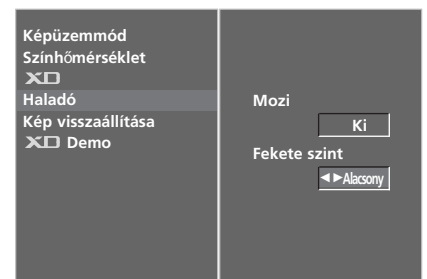 Képüzemmód
Színhőmérséklet
XD
Haladó
Kép visszaállítása
XD Demo
Mozi
Ki
Fekete szint
◄►Alacsony